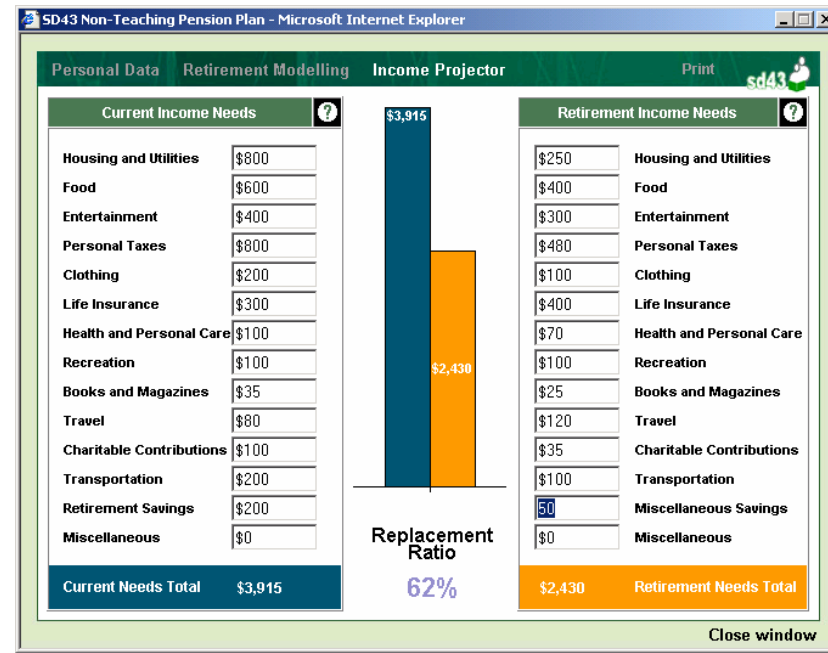 SD43 Non-Teaching Pension Plan - Microsoft Internet Explorer
Personal Data Retirement Modelling Income Projector Print sd43
Current Income Needs ?
Housing and Utilities $800
Food $600
Entertainment $400
Personal Taxes $800
Clothing $200
Life Insurance $300
Health and Personal Care $100
Recreation $100
Books and Magazines $35
Travel $80
Charitable Contributions $100
Transportation $200
Retirement Savings $200
Miscellaneous $0
Current Needs Total $3,915
$3,915
$2,430
Replacement
Ratio
62%
Retirement Income Needs ?
$250 Housing and Utilities
$400 Food
$300 Entertainment
$480 Personal Taxes
$100 Clothing
$400 Life Insurance
$70 Health and Personal Care
$100 Recreation
$25 Books and Magazines
$120 Travel
$35 Charitable Contributions
$100 Transportation
50 Miscellaneous Savings
$0 Miscellaneous
$2,430 Retirement Needs Total
Close window